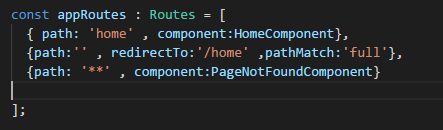 const appRoutes : Routes = [
{ path: 'home' , component:HomeComponent},
{path:'' , redirectTo:'/home' ,pathMatch:'full'},
{path: '**' , component:PageNotFoundComponent}
];